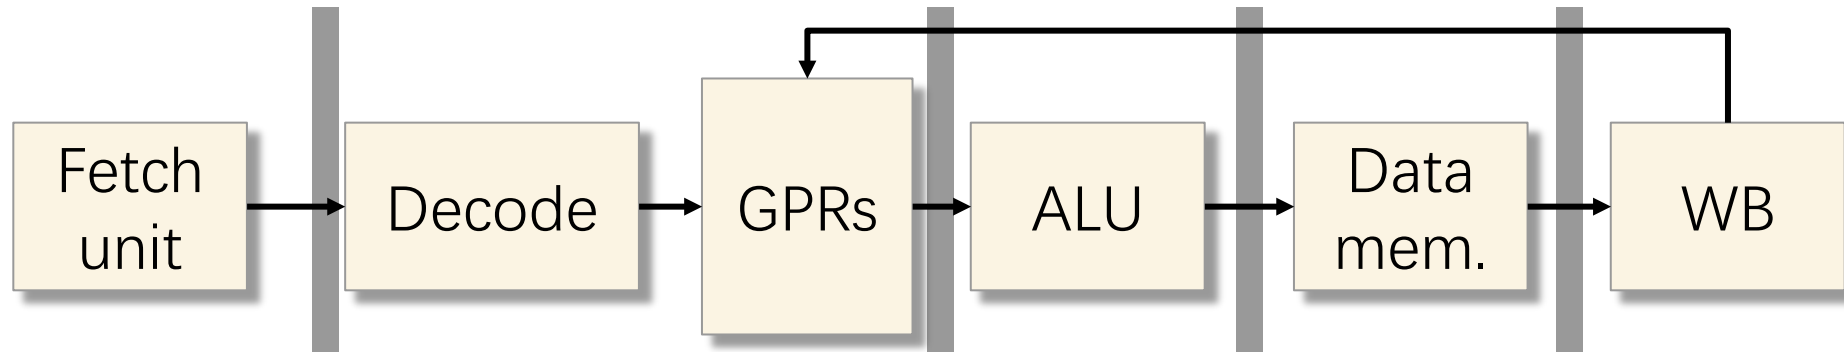 Fetch
unit
Decode
GPRs
ALU
Data
mem.
WB